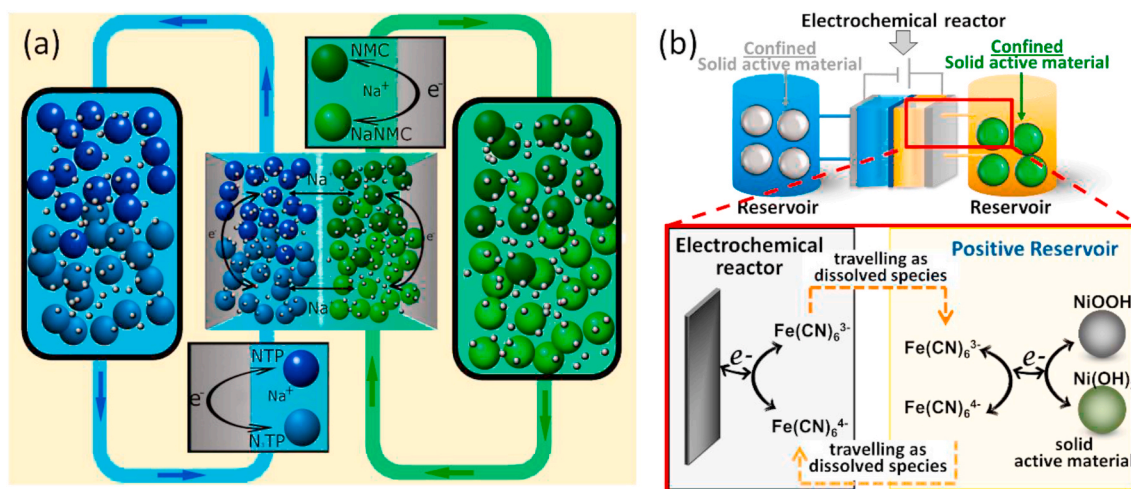 (a)
NMC
Na+
e-
NaNMC
Na+
e-
e-
Na
NTP
Na+
e-
NTP
(b)
Electrochemical reactor
Confined
Solid active material
Confined
Solid active material
Reservoir
Reservoir
Electrochemical
reactor
travelling as
dissolved species
Positive Reservoir
Fe(CN)₆³⁻
e-
Fe(CN)₆⁴⁻
travelling as
dissolved species
Fe(CN)₆³⁻
e-
Fe(CN)₆⁴⁻
NiOOH
Ni(OH)
solid
active material